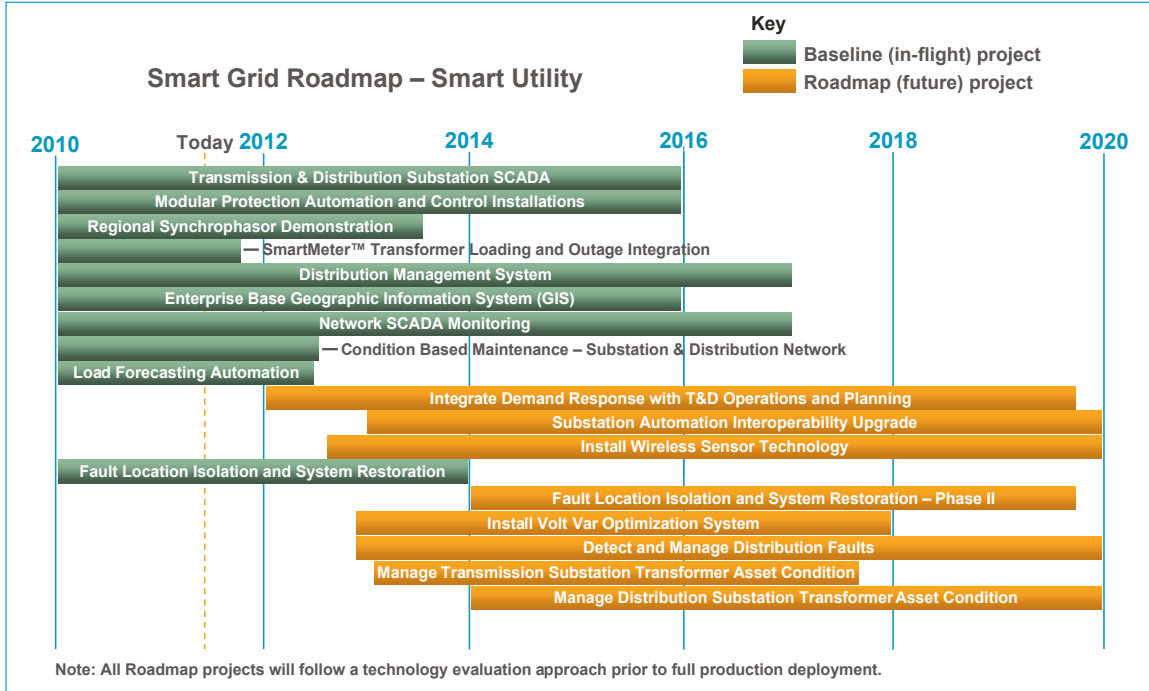 Key
Baseline (in-flight) project
Roadmap (future) project
Smart Grid Roadmap – Smart Utility
2010
Today
2012
2014
2016
2018
2020
Transmission & Distribution Substation SCADA
Modular Protection Automation and Control Installations
Regional Synchrophasor Demonstration
SmartMeter™ Transformer Loading and Outage Integration
Distribution Management System
Enterprise Base Geographic Information System (GIS)
Network SCADA Monitoring
Condition Based Maintenance – Substation & Distribution Network
Load Forecasting Automation
Integrate Demand Response with T&D Operations and Planning
Substation Automation Interoperability Upgrade
Install Wireless Sensor Technology
Fault Location Isolation and System Restoration
Fault Location Isolation and System Restoration – Phase II
Install Volt Var Optimization System
Detect and Manage Distribution Faults
Manage Transmission Substation Transformer Asset Condition
Manage Distribution Substation Transformer Asset Condition
Note: All Roadmap projects will follow a technology evaluation approach prior to full production deployment.